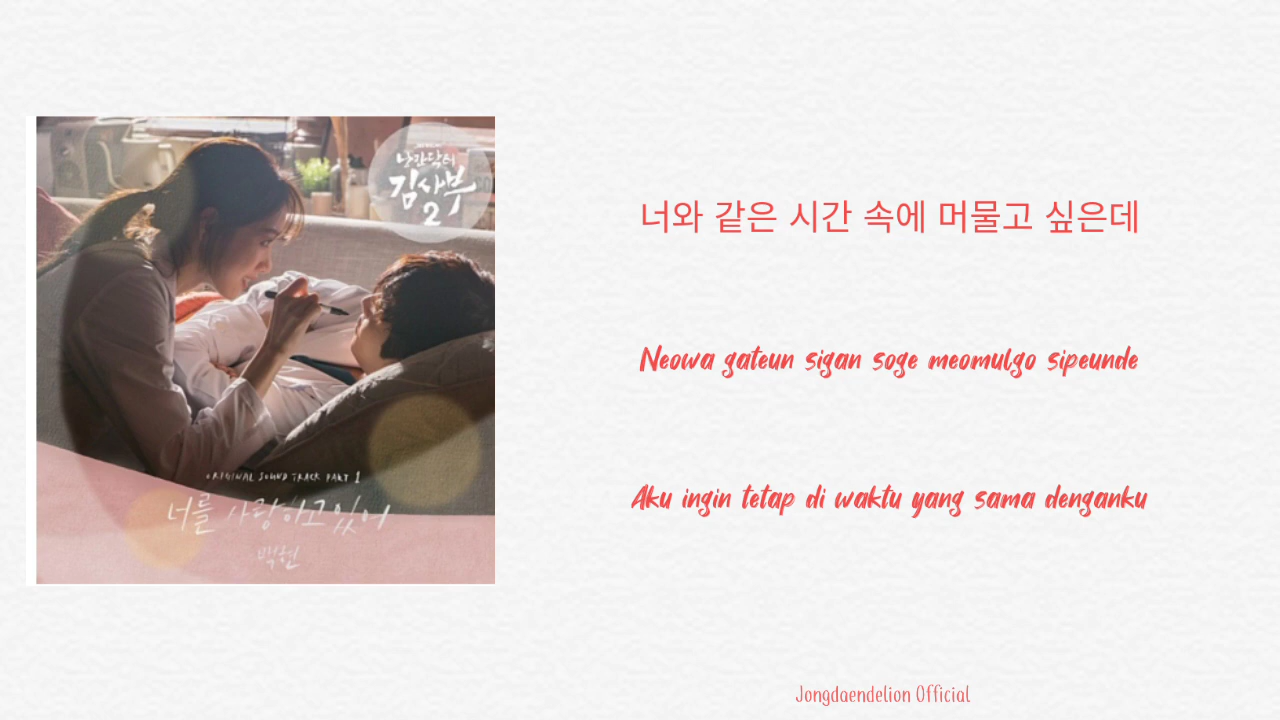 낭만닥터
김사부
2
ORIGINAL SOUND TRACK PART 1
너를 사랑하고 있어
백현
너와 같은 시간 속에 머물고 싶은데
Neowa gateun sigan soge meomulgo sipeunde
Aku ingin tetap di waktu yang sama denganku
Jongdaendelion Official